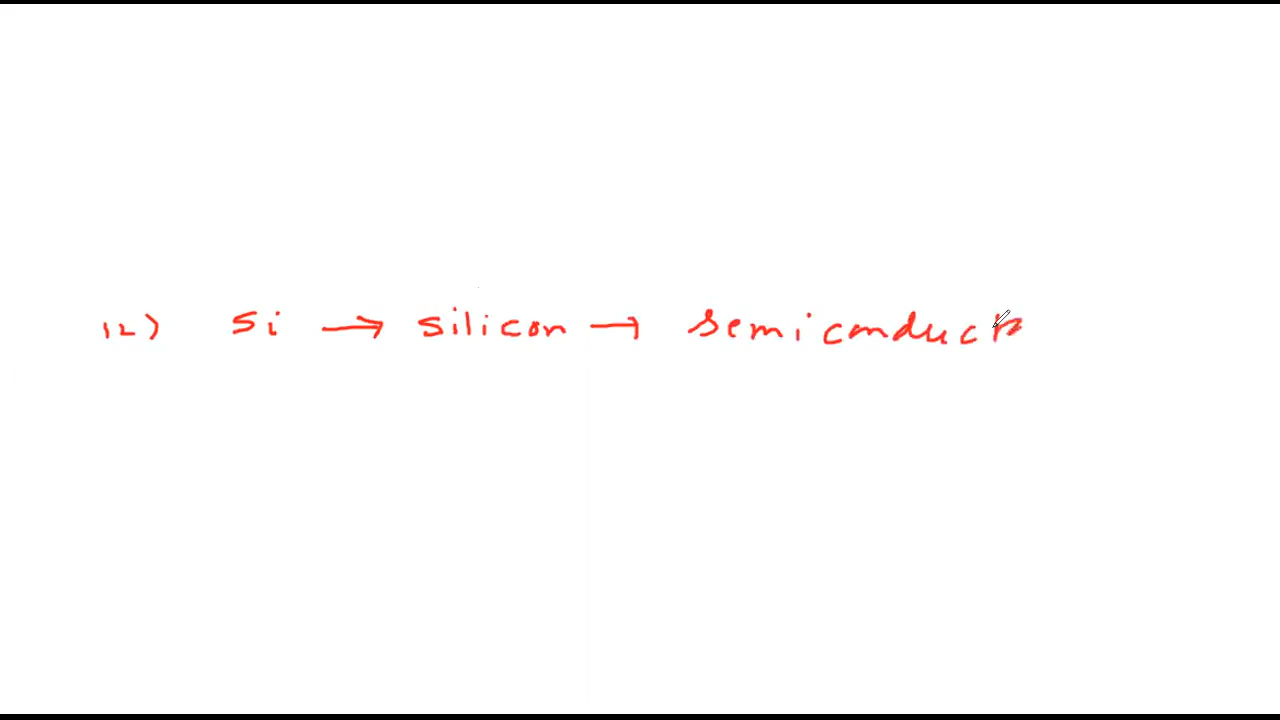 12) Si → silicon → semiconductor